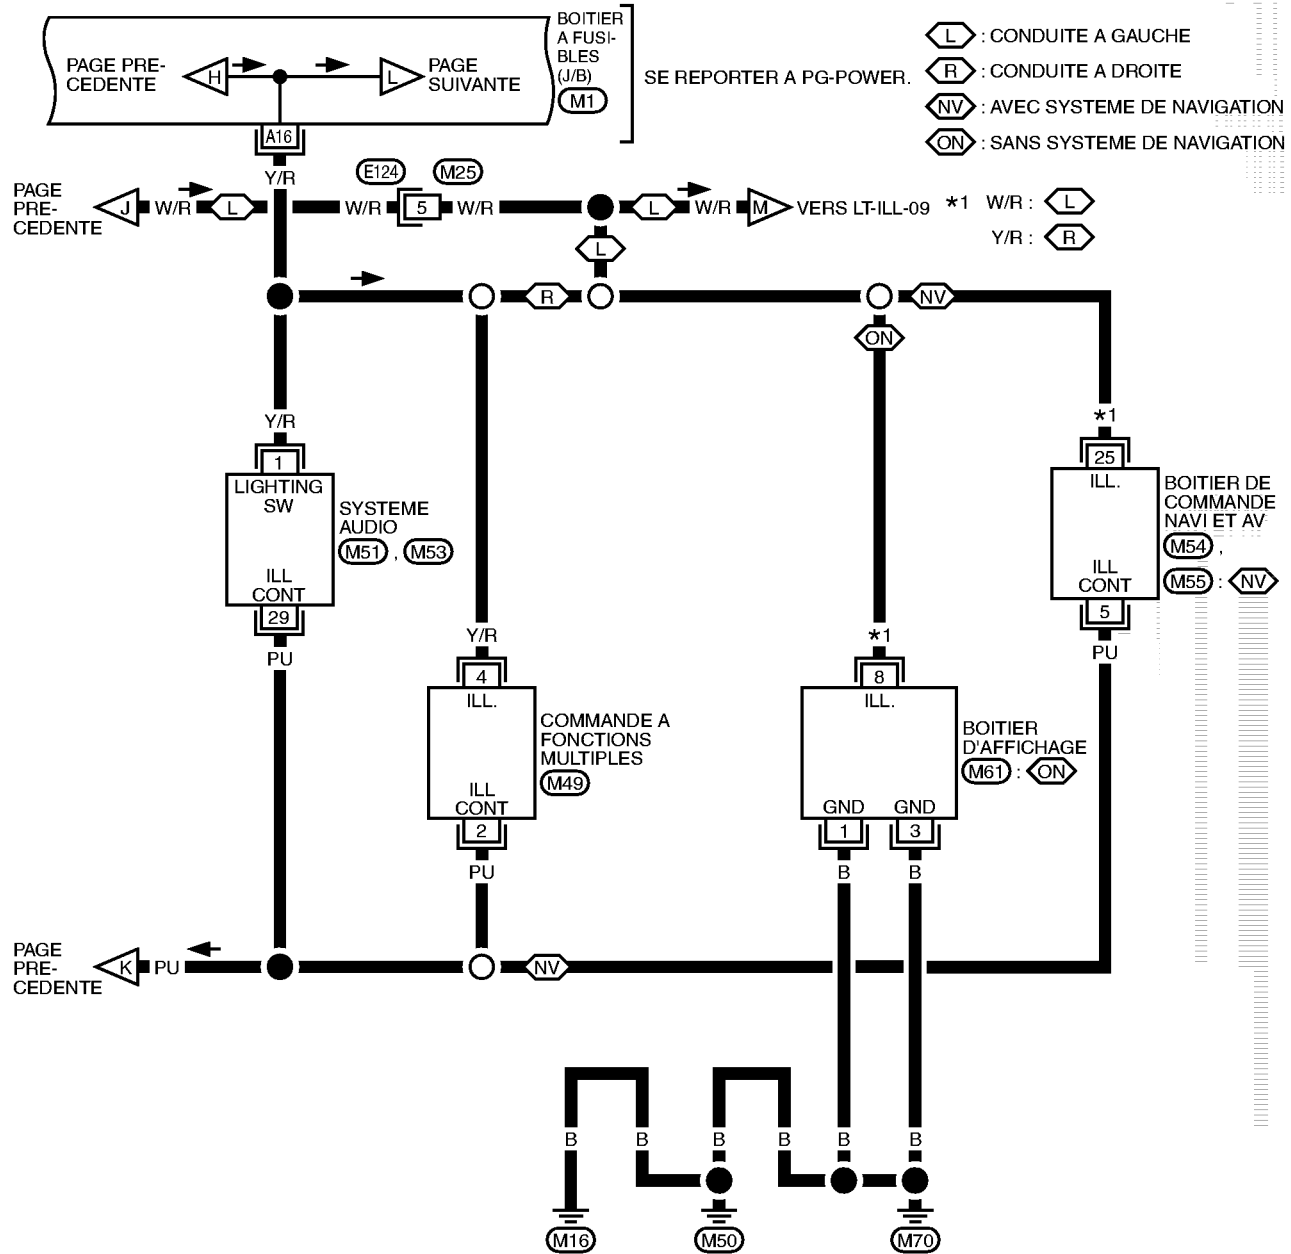 BOITIER
A FUSI-
BLES
(J/B)
M1
PAGE PRE-
CEDENTE
H
L
PAGE
SUIVANTE
SE REPORTER A PG-POWER.
L : CONDUITE A GAUCHE
R : CONDUITE A DROITE
NV : AVEC SYSTEME DE NAVIGATION
ON : SANS SYSTEME DE NAVIGATION
A16
Y/R
E124
M25
PAGE
PRE-
CEDENTE
J W/R L W/R 5 W/R L W/R M VERS LT-ILL-09
*1 W/R : L
Y/R : R
L
R
NV
ON
Y/R
1
LIGHTING
SW
ILL
CONT
29
PU
SYSTEME
AUDIO
M51 , M53
*1
25
ILL.
ILL
CONT
5
PU
BOITIER DE
COMMANDE
NAVI ET AV
M54 ,
M55 : NV
Y/R
4
ILL.
ILL
CONT
2
PU
COMMANDE A
FONCTIONS
MULTIPLES
M49
*1
8
ILL.
GND GND
1 3
B B
BOITIER
D'AFFICHAGE
M61 : ON
PAGE
PRE-
CEDENTE
K PU
NV
B B B B B B
M16 M50 M70